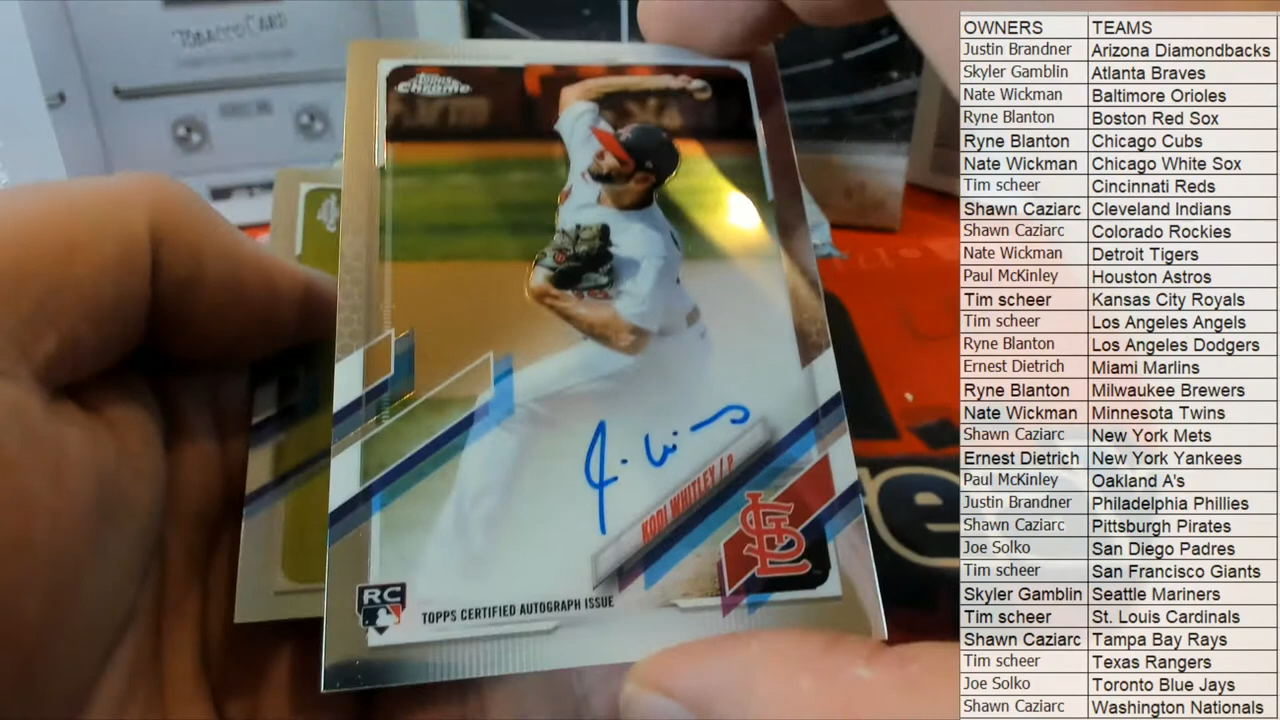 TOBACCO CARD
Topps
Chrome
KODI WHITLEY / P
RC
TOPPS CERTIFIED AUTOGRAPH ISSUE
OWNERS TEAMS
Justin Brandner Arizona Diamondbacks
Skyler Gamblin Atlanta Braves
Nate Wickman Baltimore Orioles
Ryne Blanton Boston Red Sox
Ryne Blanton Chicago Cubs
Nate Wickman Chicago White Sox
Tim scheer Cincinnati Reds
Shawn Caziarc Cleveland Indians
Shawn Caziarc Colorado Rockies
Nate Wickman Detroit Tigers
Paul McKinley Houston Astros
Tim scheer Kansas City Royals
Tim scheer Los Angeles Angels
Ryne Blanton Los Angeles Dodgers
Ernest Dietrich Miami Marlins
Ryne Blanton Milwaukee Brewers
Nate Wickman Minnesota Twins
Shawn Caziarc New York Mets
Ernest Dietrich New York Yankees
Paul McKinley Oakland A's
Justin Brandner Philadelphia Phillies
Shawn Caziarc Pittsburgh Pirates
Joe Solko San Diego Padres
Tim scheer San Francisco Giants
Skyler Gamblin Seattle Mariners
Tim scheer St. Louis Cardinals
Shawn Caziarc Tampa Bay Rays
Tim scheer Texas Rangers
Joe Solko Toronto Blue Jays
Shawn Caziarc Washington Nationals